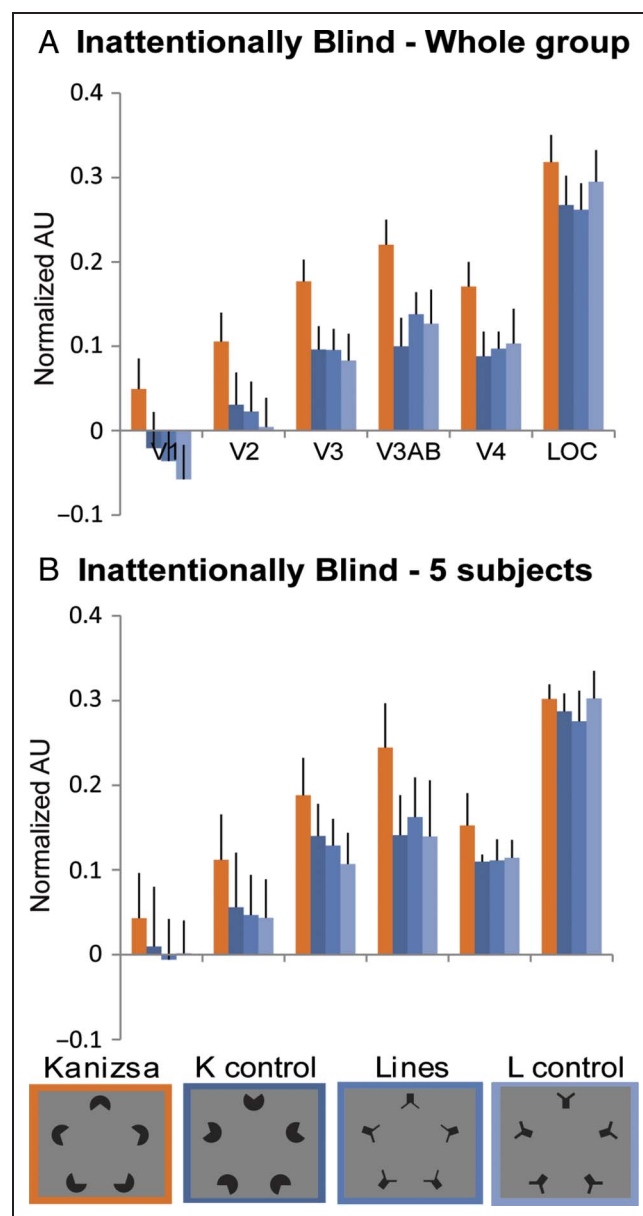 A Inattentionally Blind - Whole group
0.4
0.3
0.2
0.1
0
−0.1
Normalized AU
V1 V2 V3 V3AB V4 LOC
B Inattentionally Blind - 5 subjects
0.4
0.3
0.2
0.1
0
−0.1
Normalized AU
Kanizsa K control Lines L control